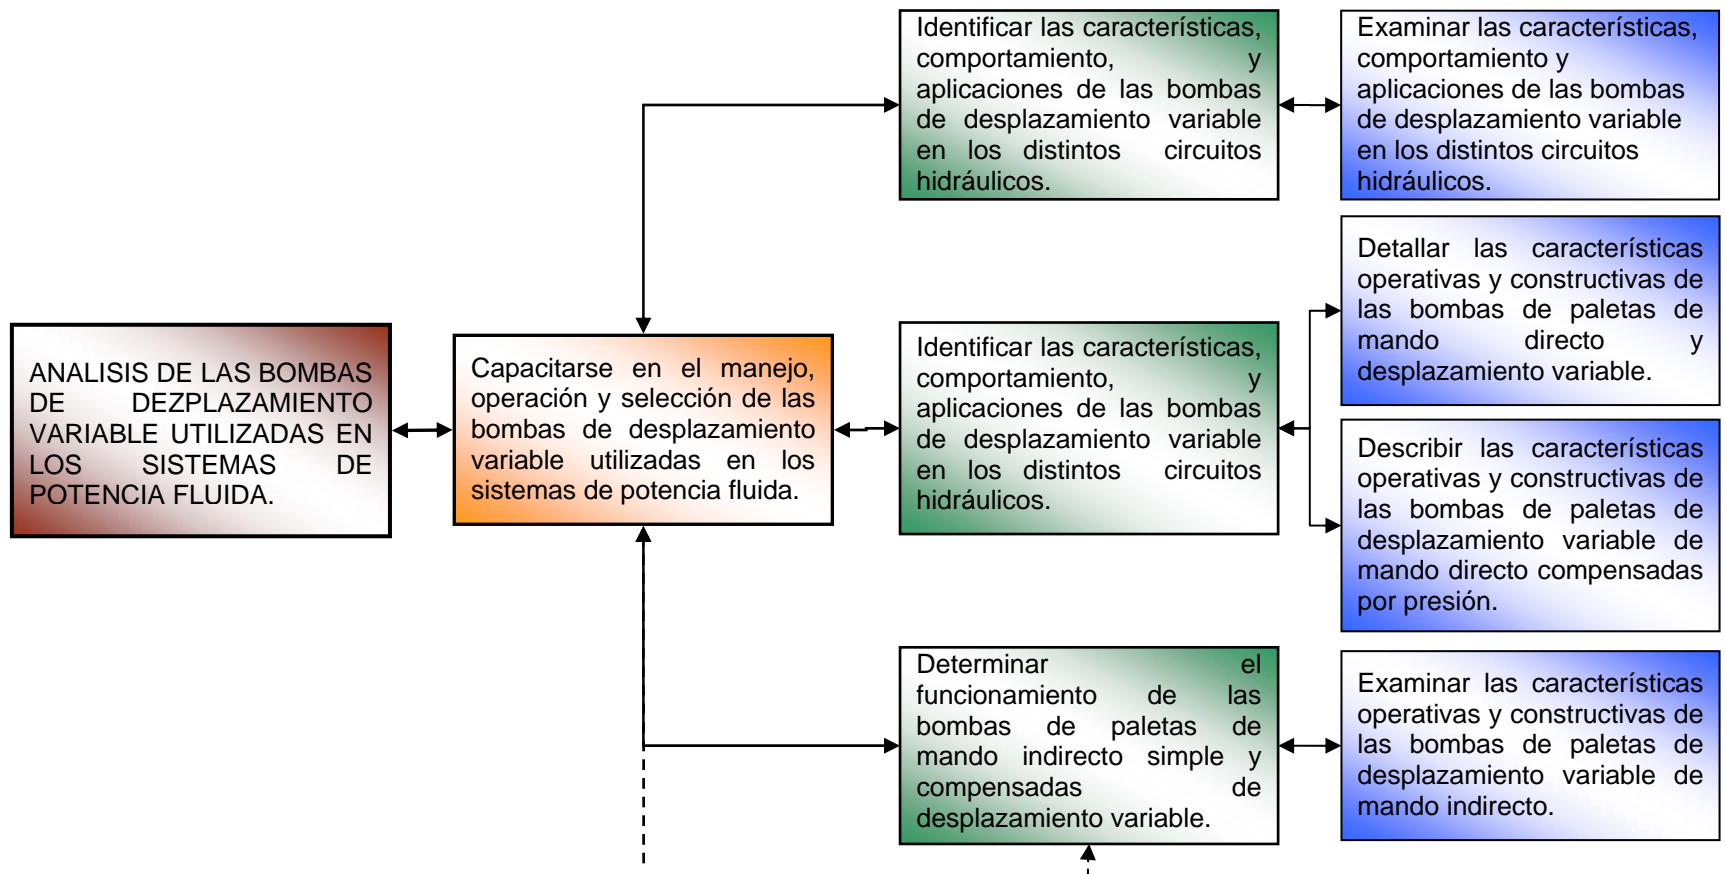 ANALISIS DE LAS BOMBAS
DE DEZPLAZAMIENTO
VARIABLE UTILIZADAS EN
LOS SISTEMAS DE
POTENCIA FLUIDA.
Capacitarse en el manejo,
operación y selección de las
bombas de desplazamiento
variable utilizadas en los
sistemas de potencia fluida.
Identificar las características,
comportamiento, y
aplicaciones de las bombas
de desplazamiento variable
en los distintos circuitos
hidráulicos.
Examinar las características,
comportamiento y
aplicaciones de las bombas
de desplazamiento variable
en los distintos circuitos
hidráulicos.
Identificar las características,
comportamiento, y
aplicaciones de las bombas
de desplazamiento variable
en los distintos circuitos
hidráulicos.
Detallar las características
operativas y constructivas de
las bombas de paletas de
mando directo y
desplazamiento variable.
Describir las características
operativas y constructivas de
las bombas de paletas de
desplazamiento variable de
mando directo compensadas
por presión.
Determinar el
funcionamiento de las
bombas de paletas de
mando indirecto simple y
compensadas de
desplazamiento variable.
Examinar las características
operativas y constructivas de
las bombas de paletas de
desplazamiento variable de
mando indirecto.